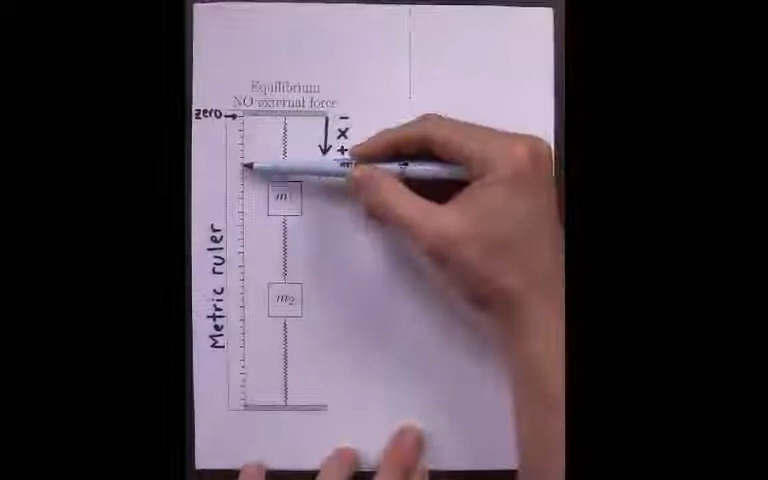 Equilibrium
NO external force
zero
-
x
+
m
m₂
Metric ruler